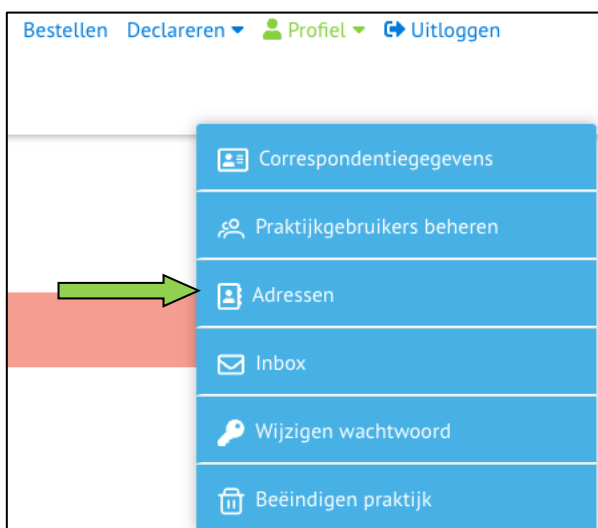 Bestellen Declareren Profiel Uitloggen
Correspondentiegegevens
Praktijkgebruikers beheren
Adressen
Inbox
Wijzigen wachtwoord
Beëindigen praktijk